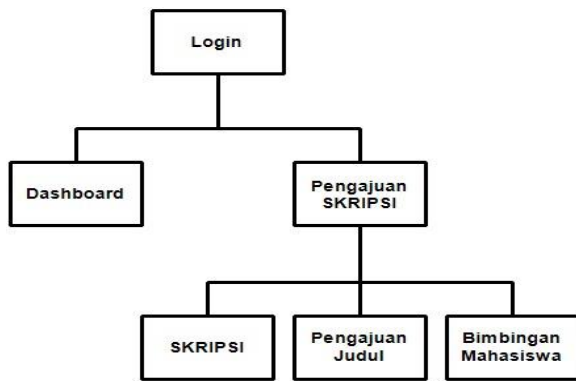 Login
Dashboard
Pengajuan
SKRIPSI
SKRIPSI
Pengajuan
Judul
Bimbingan
Mahasiswa